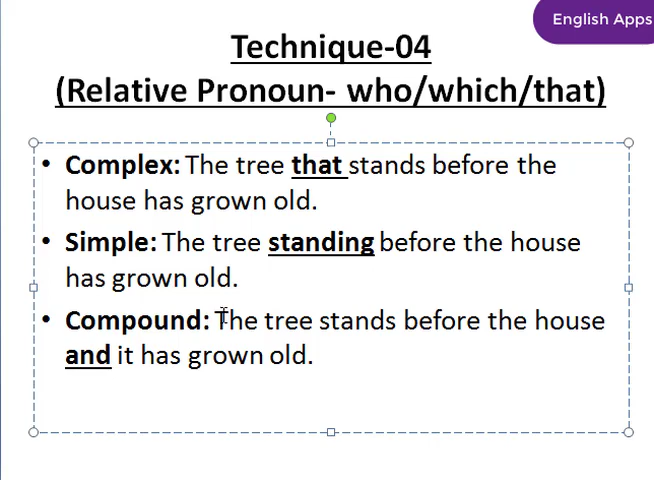 English Apps
Technique-04
(Relative Pronoun- who/which/that)
• Complex: The tree that stands before the
house has grown old.
• Simple: The tree standing before the house
has grown old.
• Compound: The tree stands before the house
and it has grown old.